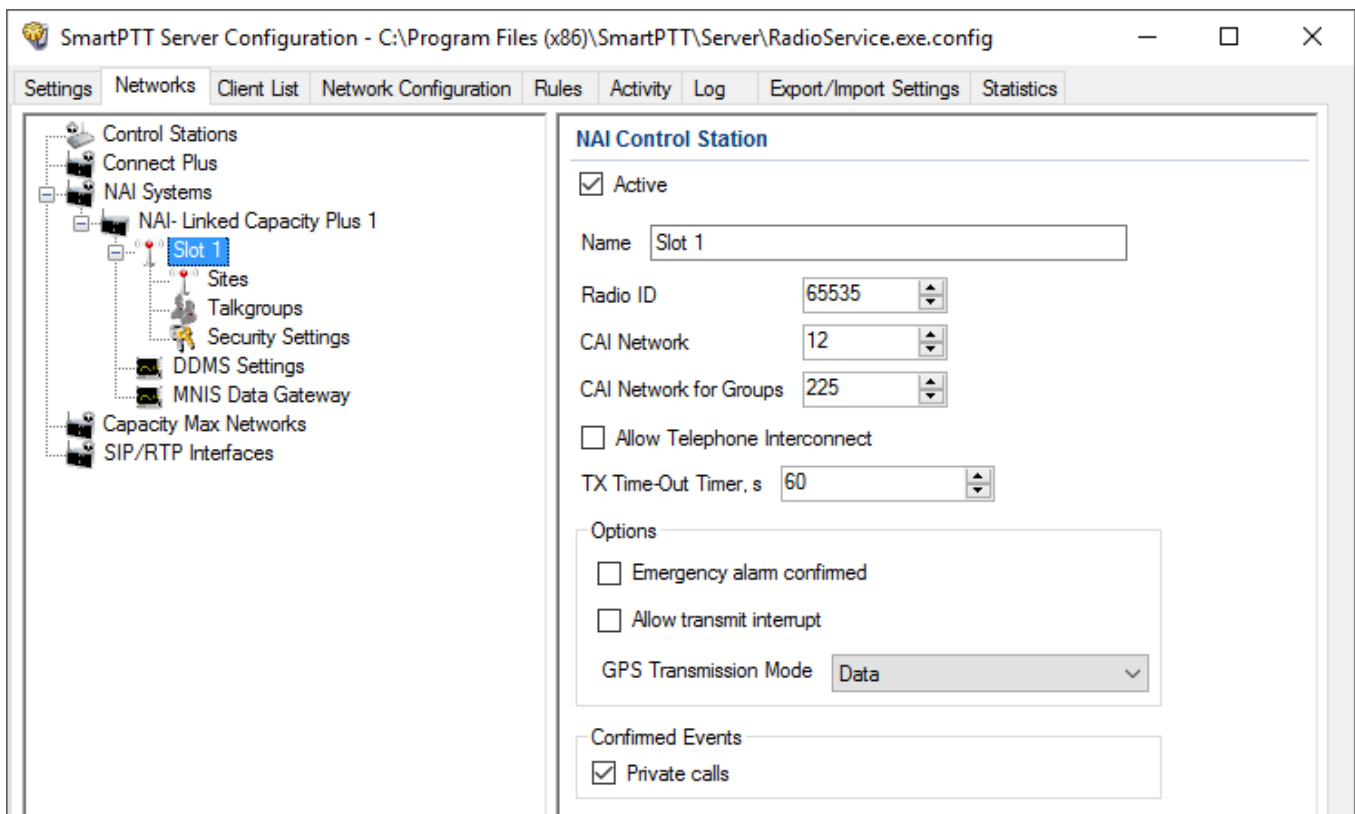 SmartPTT Server Configuration - C:\Program Files (x86)\SmartPTT\Server\RadioService.exe.config
Settings Networks Client List Network Configuration Rules Activity Log Export/Import Settings Statistics
Control Stations
Connect Plus
NAI Systems
NAI- Linked Capacity Plus 1
Slot 1
Sites
Talkgroups
Security Settings
DDMS Settings
MNIS Data Gateway
Capacity Max Networks
SIP/RTP Interfaces
NAI Control Station
Active
Name Slot 1
Radio ID 65535
CAI Network 12
CAI Network for Groups 225
Allow Telephone Interconnect
TX Time-Out Timer, s 60
Options
Emergency alarm confirmed
Allow transmit interrupt
GPS Transmission Mode Data
Confirmed Events
Private calls